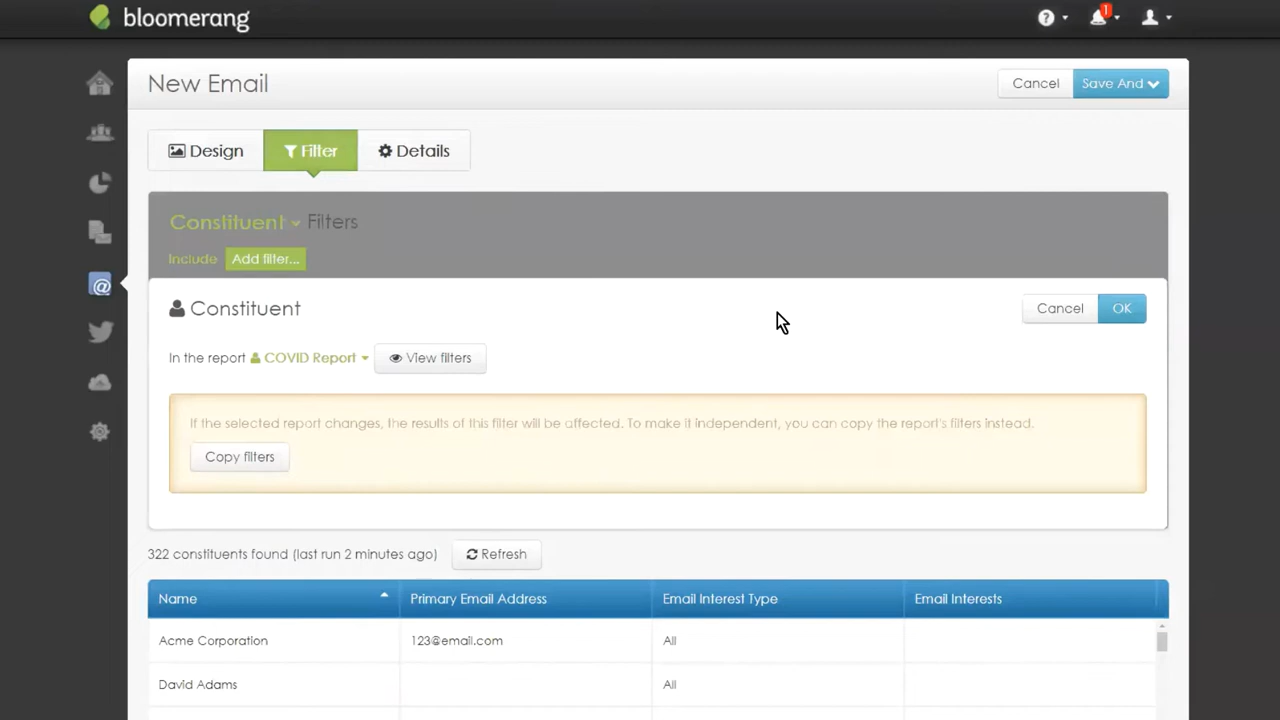 bloomerang
1
New Email
Cancel
Save And
Design
Filter
Details
Constituent Filters
Include Add filter...
Constituent
Cancel
OK
In the report COVID Report View filters
If the selected report changes, the results of this filter will be affected. To make it independent, you can copy the report's filters instead.
Copy filters
322 constituents found (last run 2 minutes ago) Refresh
Name Primary Email Address Email Interest Type Email Interests
Acme Corporation 123@email.com All
David Adams All